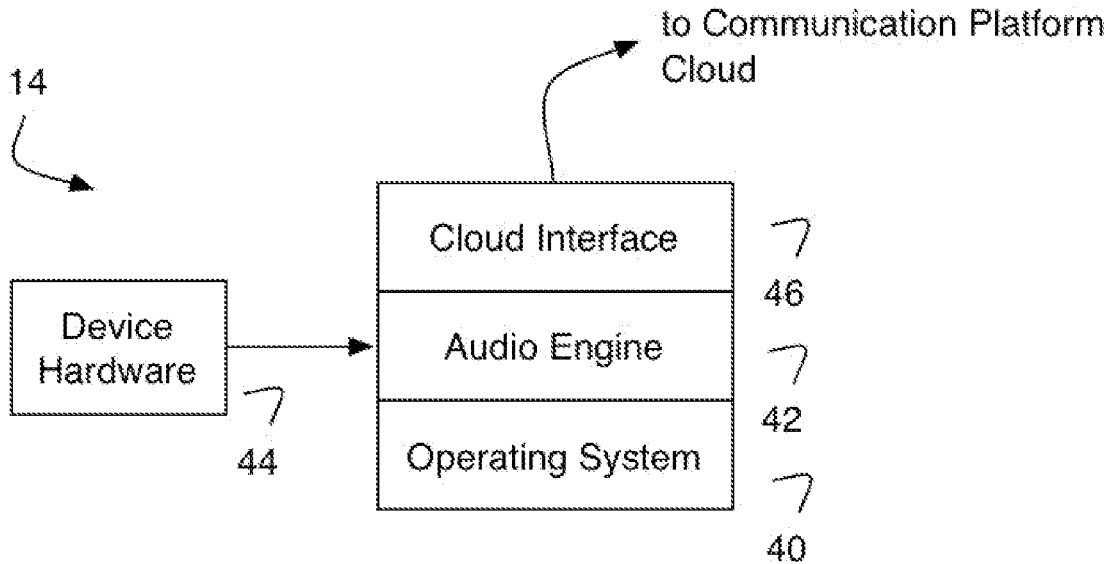 to Communication Platform
Cloud
14
Cloud Interface
46
Device
Hardware
Audio Engine
42
44
Operating System
40